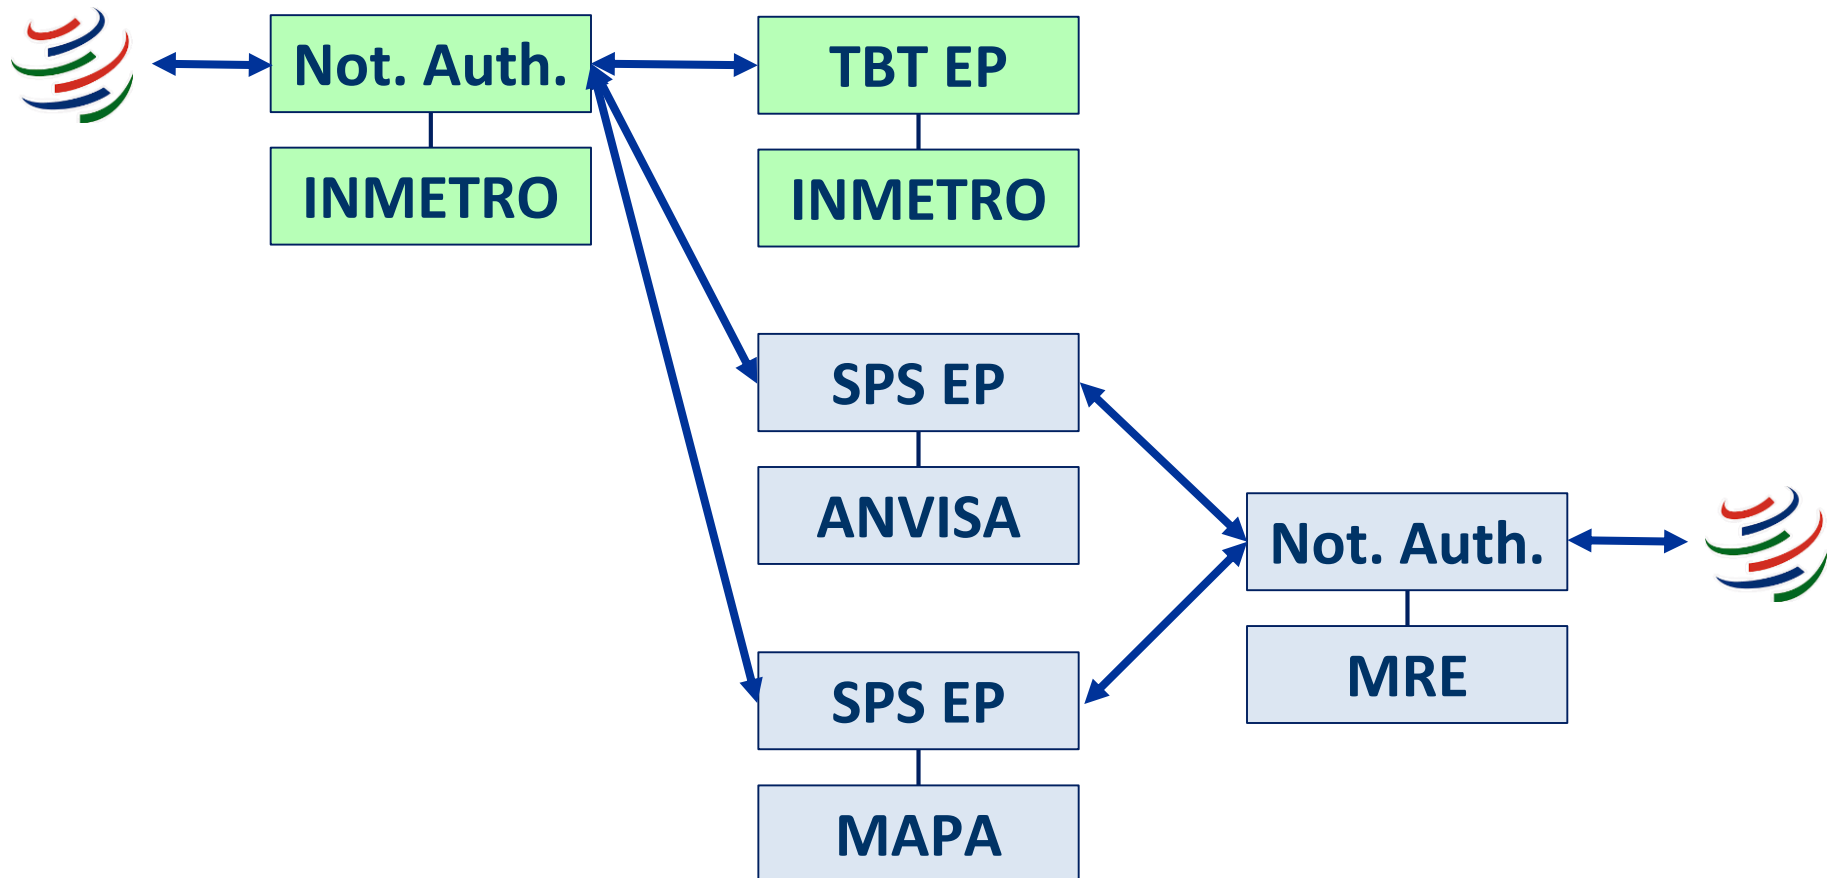 Not. Auth.
INMETRO
TBT EP
INMETRO
SPS EP
ANVISA
SPS EP
MAPA
Not. Auth.
MRE